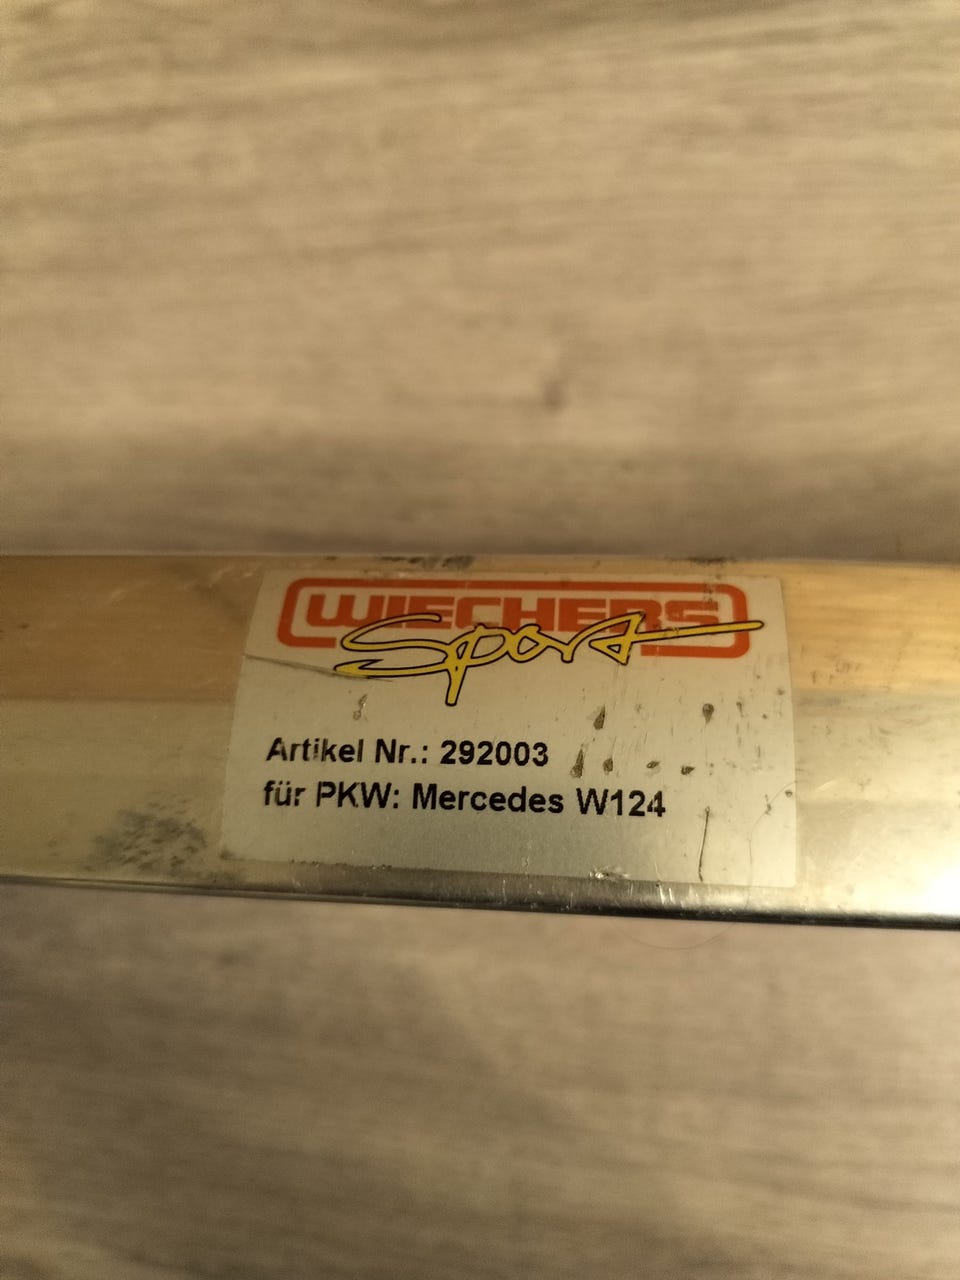 WIECHERS
Sport
Artikel Nr.: 292003
für PKW: Mercedes W124